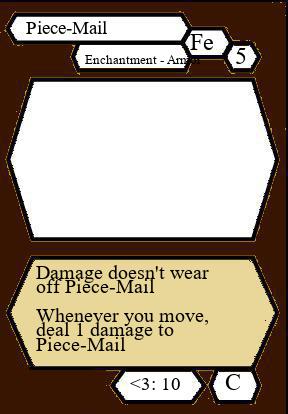 Piece-Mail
Fe
Enchantment - Armor
5
Damage doesn't wear
off Piece-Mail
Whenever you move,
deal 1 damage to
Piece-Mail
<3: 10
C